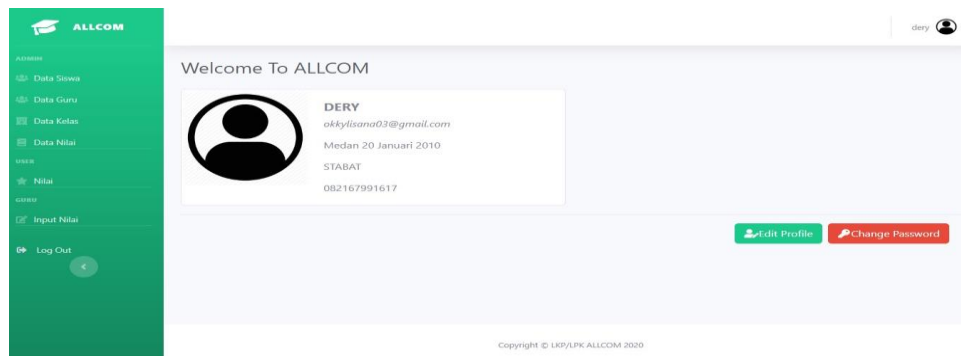 ALLCOM
dery
ADMIN
Data Siswa
Data Guru
Data Kelas
Data Nilai
USER
Nilai
GURU
Input Nilai
Log Out
Welcome To ALLCOM
DERY
okkylisana03@gmail.com
Medan 20 Januari 2010
STABAT
082167991617
Edit Profile
Change Password
Copyright © LKP/LPK ALLCOM 2020